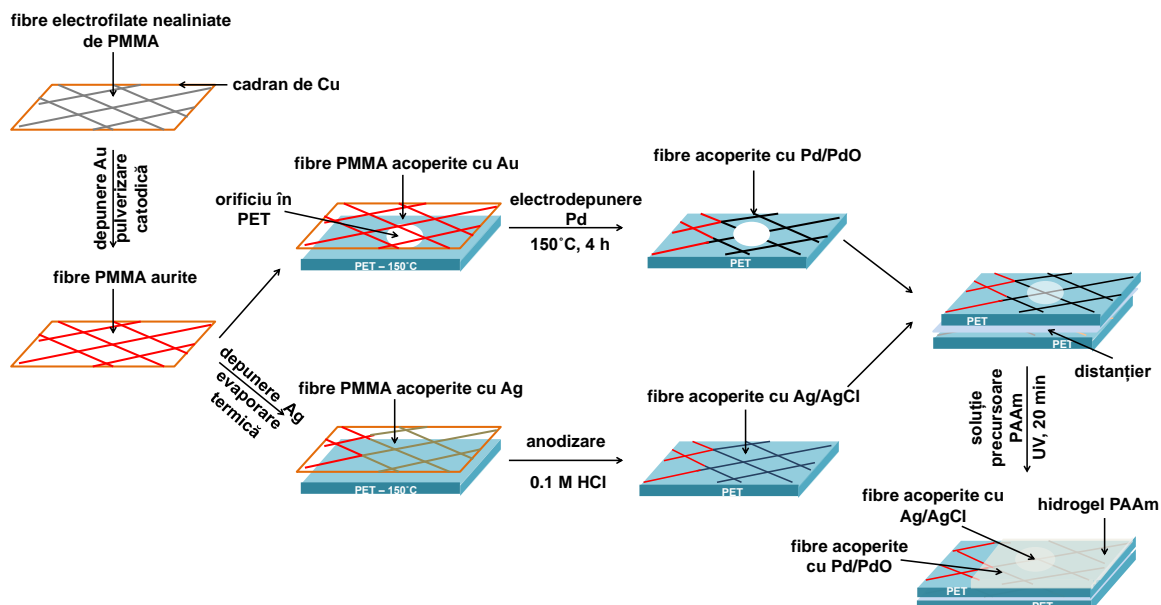 fibre electrofilate nealiniate
de PMMA
cadran de Cu
depunere Au
pulverizare
catodică
fibre PMMA aurite
depunere Ag
evaporare
termică
fibre PMMA acoperite cu Au
orificiu în
PET
PET – 150˚C
electrodepunere
Pd
150˚C, 4 h
fibre acoperite cu Pd/PdO
PET
fibre PMMA acoperite cu Ag
PET – 150˚C
anodizare
0.1 M HCl
fibre acoperite cu Ag/AgCl
PET
PET
PET
distanțier
soluție
precursoare
PAAm
UV, 20 min
fibre acoperite cu
Ag/AgCl
hidrogel PAAm
fibre acoperite
cu Pd/PdO
PET
PET